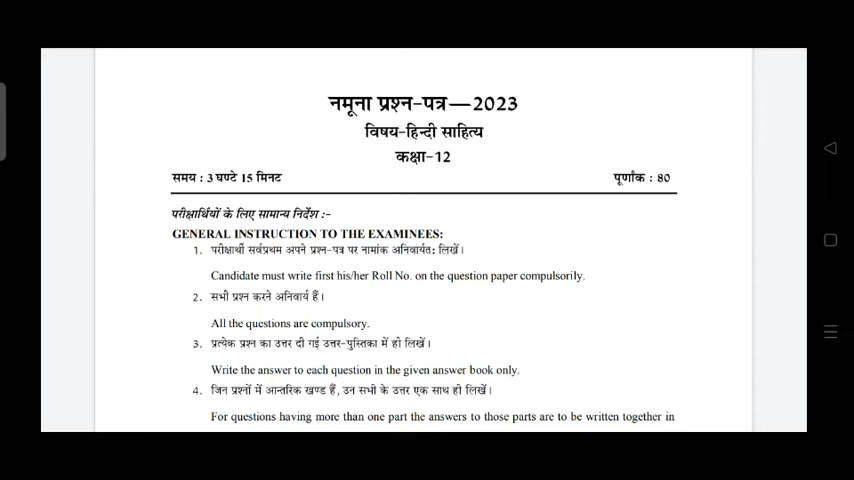 नमूना प्रश्न-पत्र—2023
विषय-हिन्दी साहित्य
कक्षा-12
समय : 3 घण्टे 15 मिनट पूर्णांक : 80
परीक्षार्थियों के लिए सामान्य निर्देश :-
GENERAL INSTRUCTION TO THE EXAMINEES:
1. परीक्षार्थी सर्वप्रथम अपने प्रश्न-पत्र पर नामांक अनिवार्यत: लिखें।
Candidate must write first his/her Roll No. on the question paper compulsorily.
2. सभी प्रश्न करने अनिवार्य हैं।
All the questions are compulsory.
3. प्रत्येक प्रश्न का उत्तर दी गई उत्तर-पुस्तिका में ही लिखें।
Write the answer to each question in the given answer book only.
4. जिन प्रश्नों में आन्तरिक खण्ड हैं, उन सभी के उत्तर एक साथ ही लिखें।
For questions having more than one part the answers to those parts are to be written together in